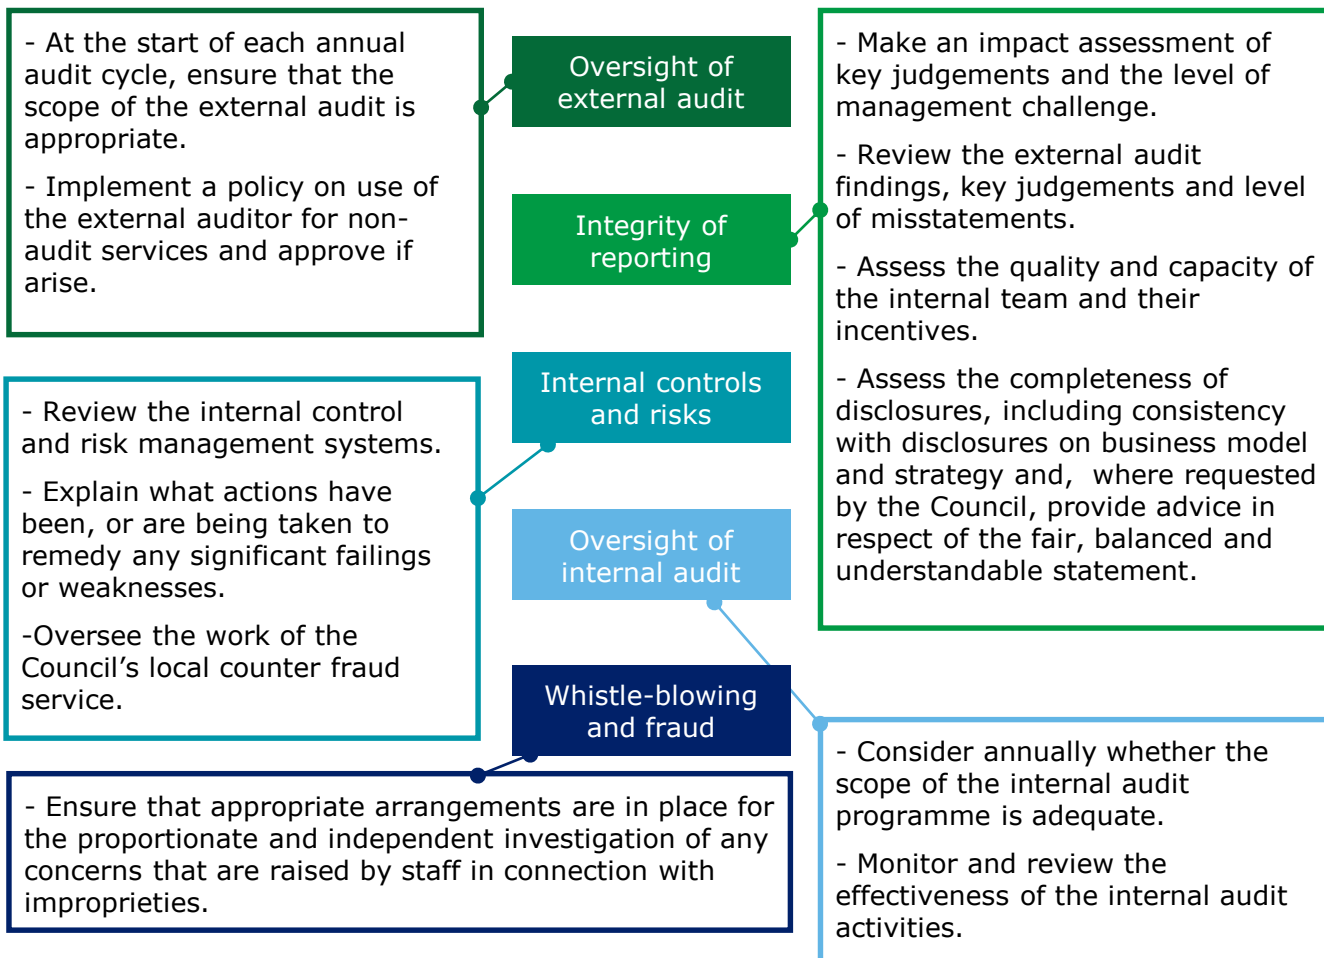 - At the start of each annual
audit cycle, ensure that the
scope of the external audit is
appropriate.
- Implement a policy on use of
the external auditor for non-
audit services and approve if
arise.
Oversight of
external audit
Integrity of
reporting
- Make an impact assessment of
key judgements and the level of
management challenge.
- Review the external audit
findings, key judgements and level
of misstatements.
- Assess the quality and capacity of
the internal team and their
incentives.
- Assess the completeness of
disclosures, including consistency
with disclosures on business model
and strategy and,  where requested
by the Council, provide advice in
respect of the fair, balanced and
understandable statement.
Internal controls
and risks
- Review the internal control
and risk management systems.
- Explain what actions have
been, or are being taken to
remedy any significant failings
or weaknesses.
-Oversee the work of the
Council’s local counter fraud
service.
Oversight of
internal audit
- Consider annually whether the
scope of the internal audit
programme is adequate.
- Monitor and review the
effectiveness of the internal audit
activities.
Whistle-blowing
and fraud
- Ensure that appropriate arrangements are in place for
the proportionate and independent investigation of any
concerns that are raised by staff in connection with
improprieties.